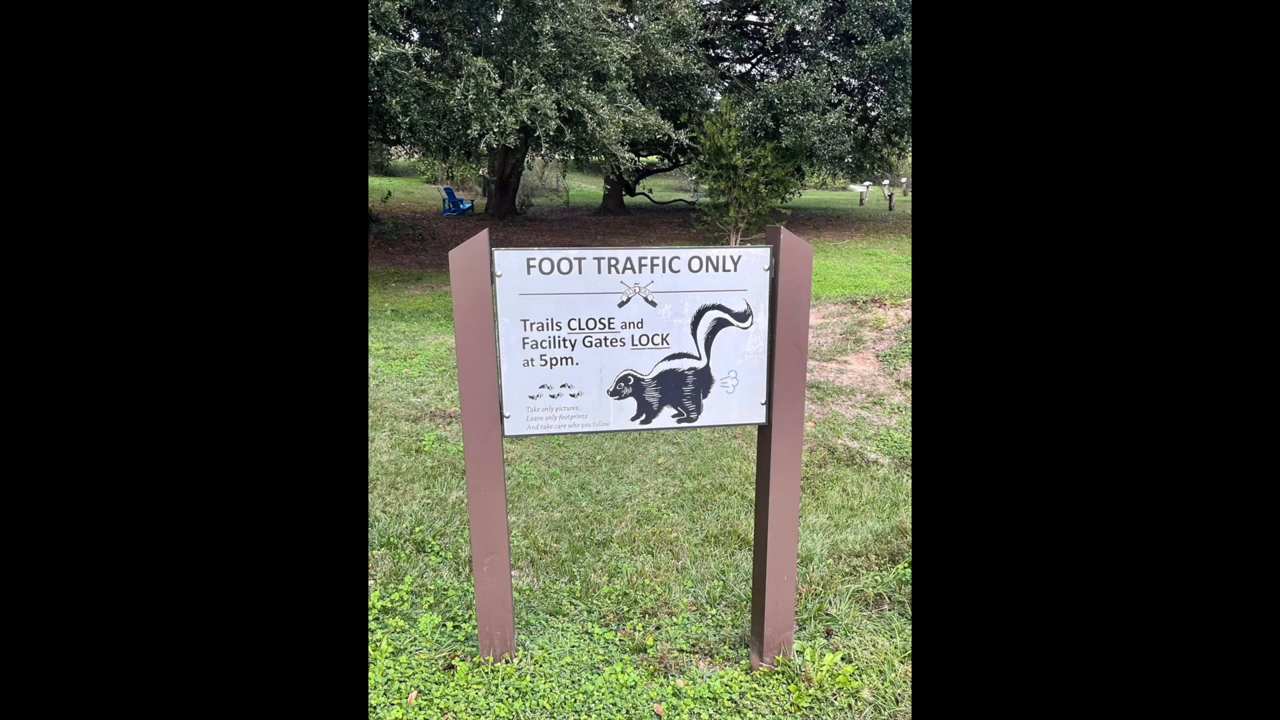 FOOT TRAFFIC ONLY
Trails CLOSE and
Facility Gates LOCK
at 5pm.
Take only pictures,
Leave only footprints
And take care who you follow